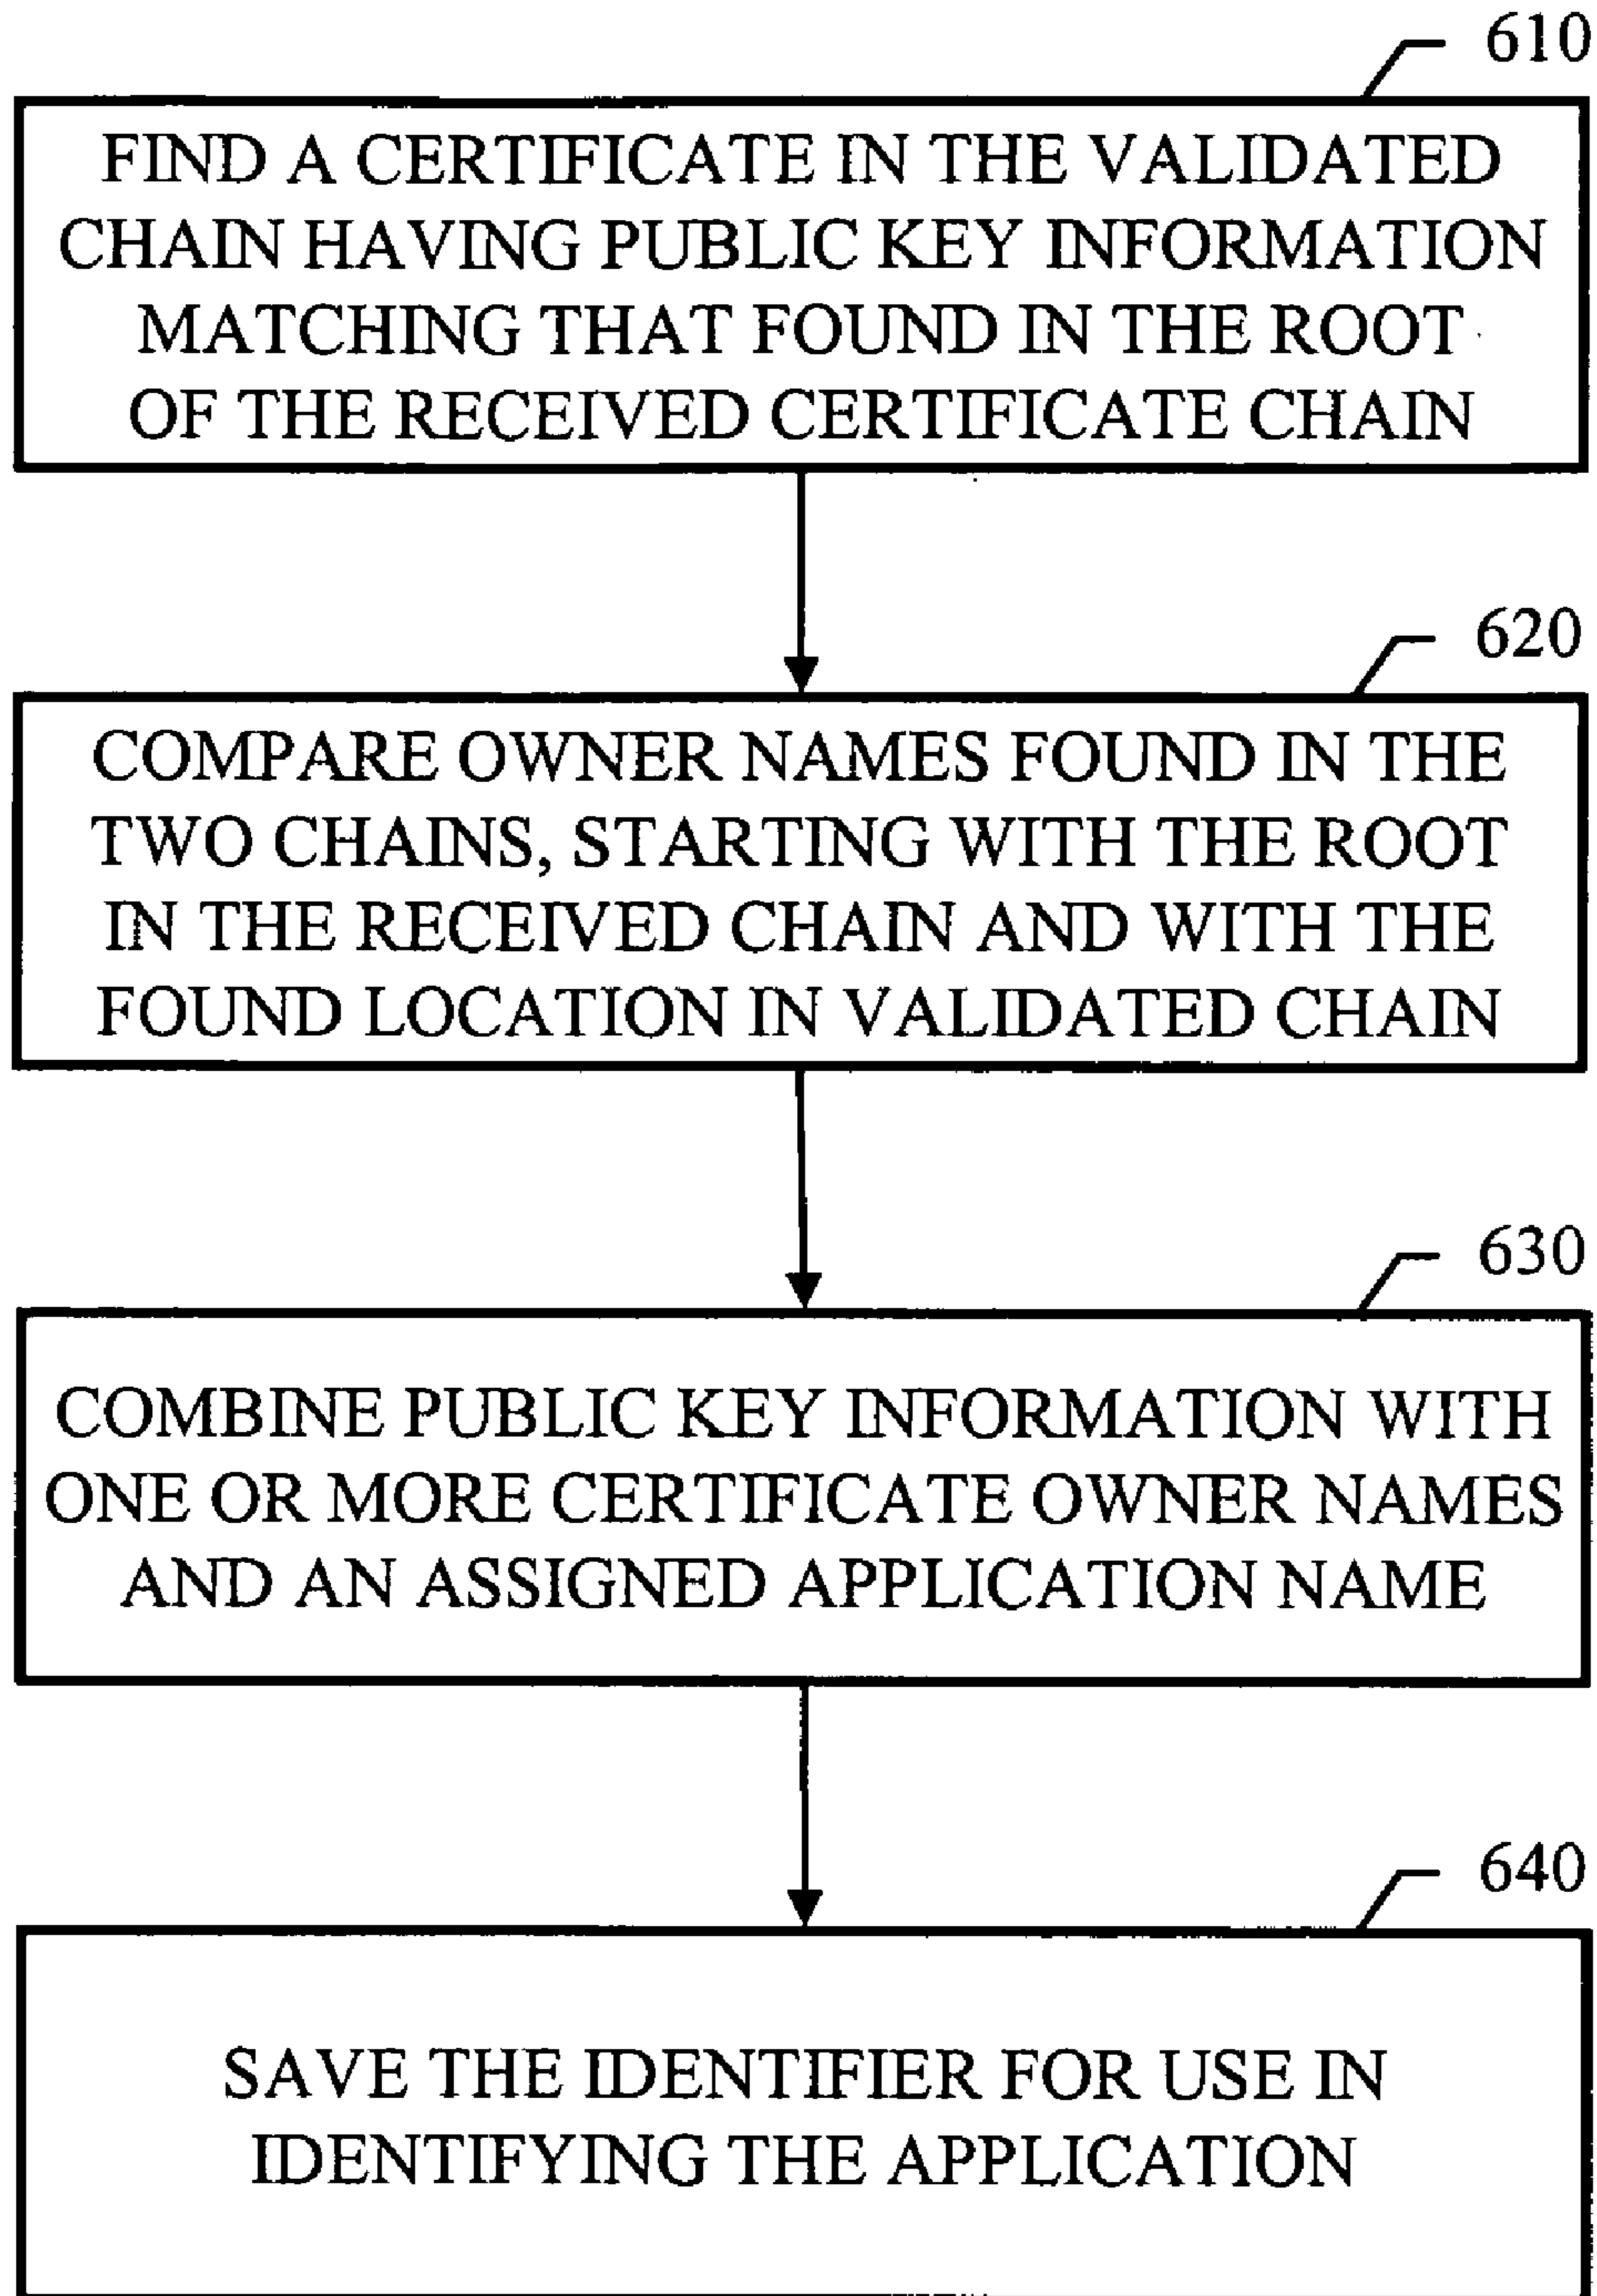 610
FIND A CERTIFICATE IN THE VALIDATED
CHAIN HAVING PUBLIC KEY INFORMATION
MATCHING THAT FOUND IN THE ROOT
OF THE RECEIVED CERTIFICATE CHAIN
620
COMPARE OWNER NAMES FOUND IN THE
TWO CHAINS, STARTING WITH THE ROOT
IN THE RECEIVED CHAIN AND WITH THE
FOUND LOCATION IN VALIDATED CHAIN
630
COMBINE PUBLIC KEY INFORMATION WITH
ONE OR MORE CERTIFICATE OWNER NAMES
AND AN ASSIGNED APPLICATION NAME
640
SAVE THE IDENTIFIER FOR USE IN
IDENTIFYING THE APPLICATION